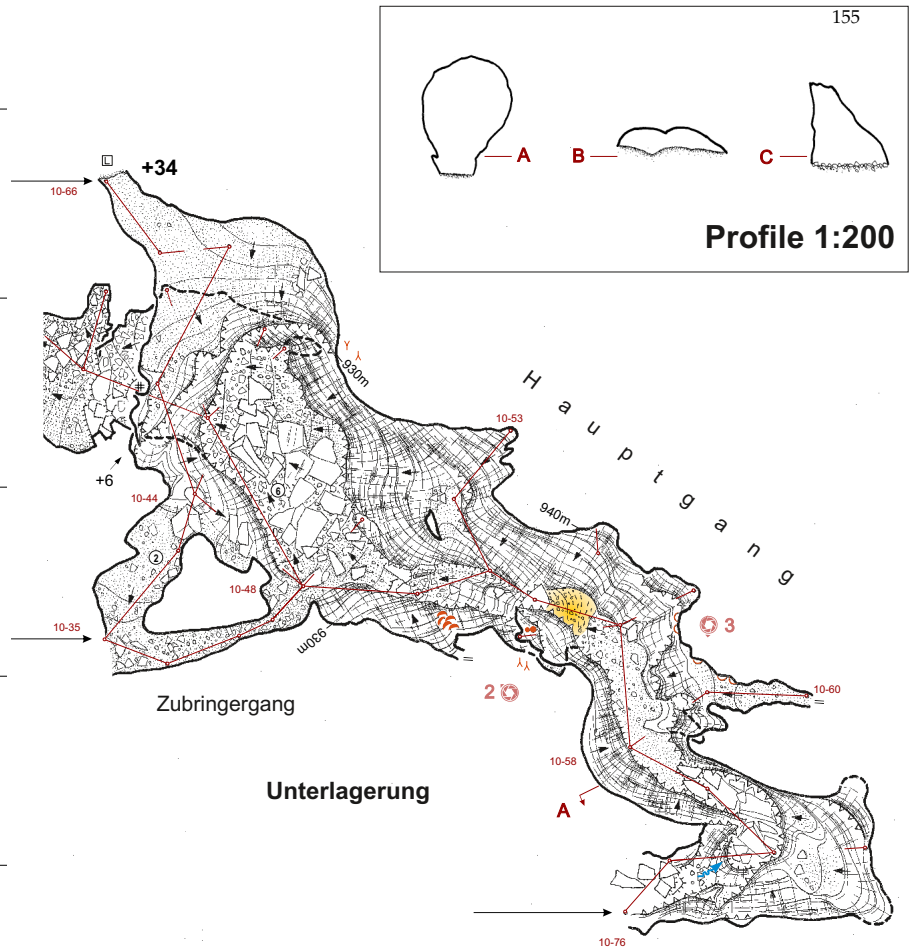 155
A
B
C
Profile 1:200
L
+34
10-66
930m
Hauptgang
10-53
+6
10-44
6
940m
2
10-48
10-35
930m
3
2
10-60
Zubringergang
10-58
Unterlagerung
A
10-76